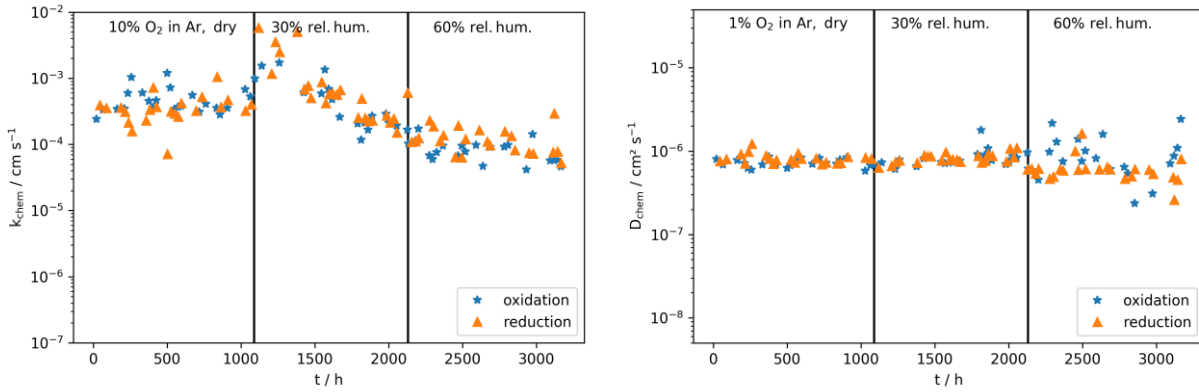 10% O₂ in Ar, dry
30% rel. hum.
60% rel. hum.
10⁻²
10⁻³
10⁻⁴
10⁻⁵
10⁻⁶
10⁻⁷
k_chem / cm s⁻¹
0 500 1000 1500 2000 2500 3000
t / h
oxidation
reduction
1% O₂ in Ar, dry
30% rel. hum.
60% rel. hum.
10⁻⁵
10⁻⁶
10⁻⁷
10⁻⁸
D_chem / cm² s⁻¹
0 500 1000 1500 2000 2500 3000
t / h
oxidation
reduction